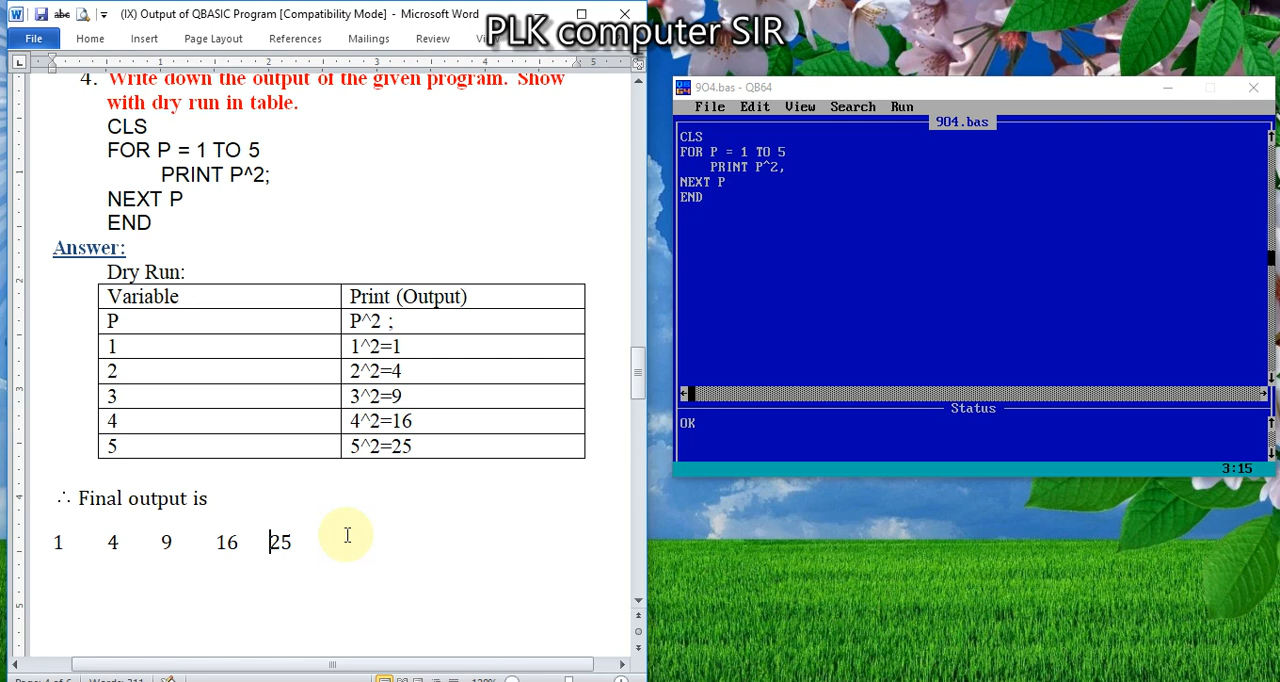 (IX) Output of QBASIC Program [Compatibility Mode] - Microsoft Word
PLK computer SIR
File Home Insert Page Layout References Mailings Review
4. Write down the output of the given program. Show
with dry run in table.
CLS
FOR P = 1 TO 5
PRINT P^2;
NEXT P
END
Answer:
Dry Run:
Variable Print (Output)
P P^2 ;
1 1^2=1
2 2^2=4
3 3^2=9
4 4^2=16
5 5^2=25
∴ Final output is
1 4 9 16 25
904.bas - QB64
File Edit View Search Run
904.bas
CLS
FOR P = 1 TO 5
PRINT P^2,
NEXT P
END
Status
OK
3:15